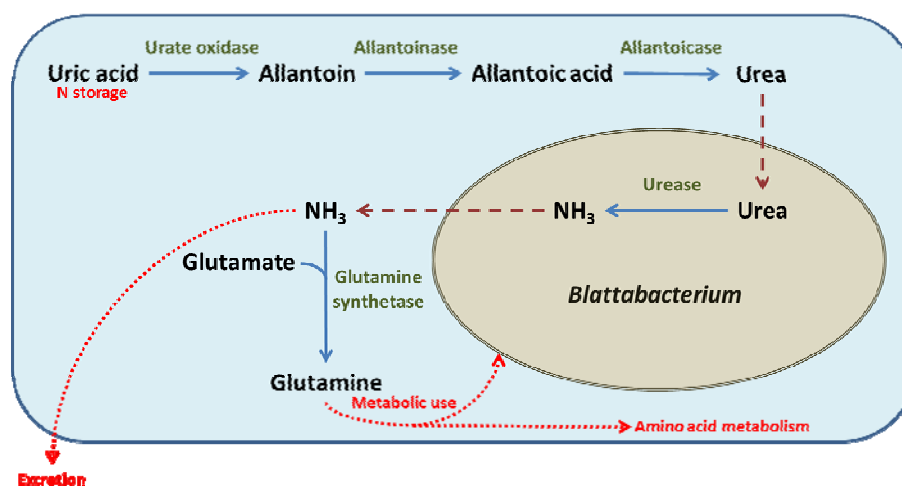 Urate oxidase Allantoinase Allantoicase
Uric acid Allantoin Allantoic acid Urea
N storage
Urease
NH3 NH3 Urea
Glutamate
Glutamine
synthetase
Blattabacterium
Glutamine
Metabolic use
Amino acid metabolism
Excretion